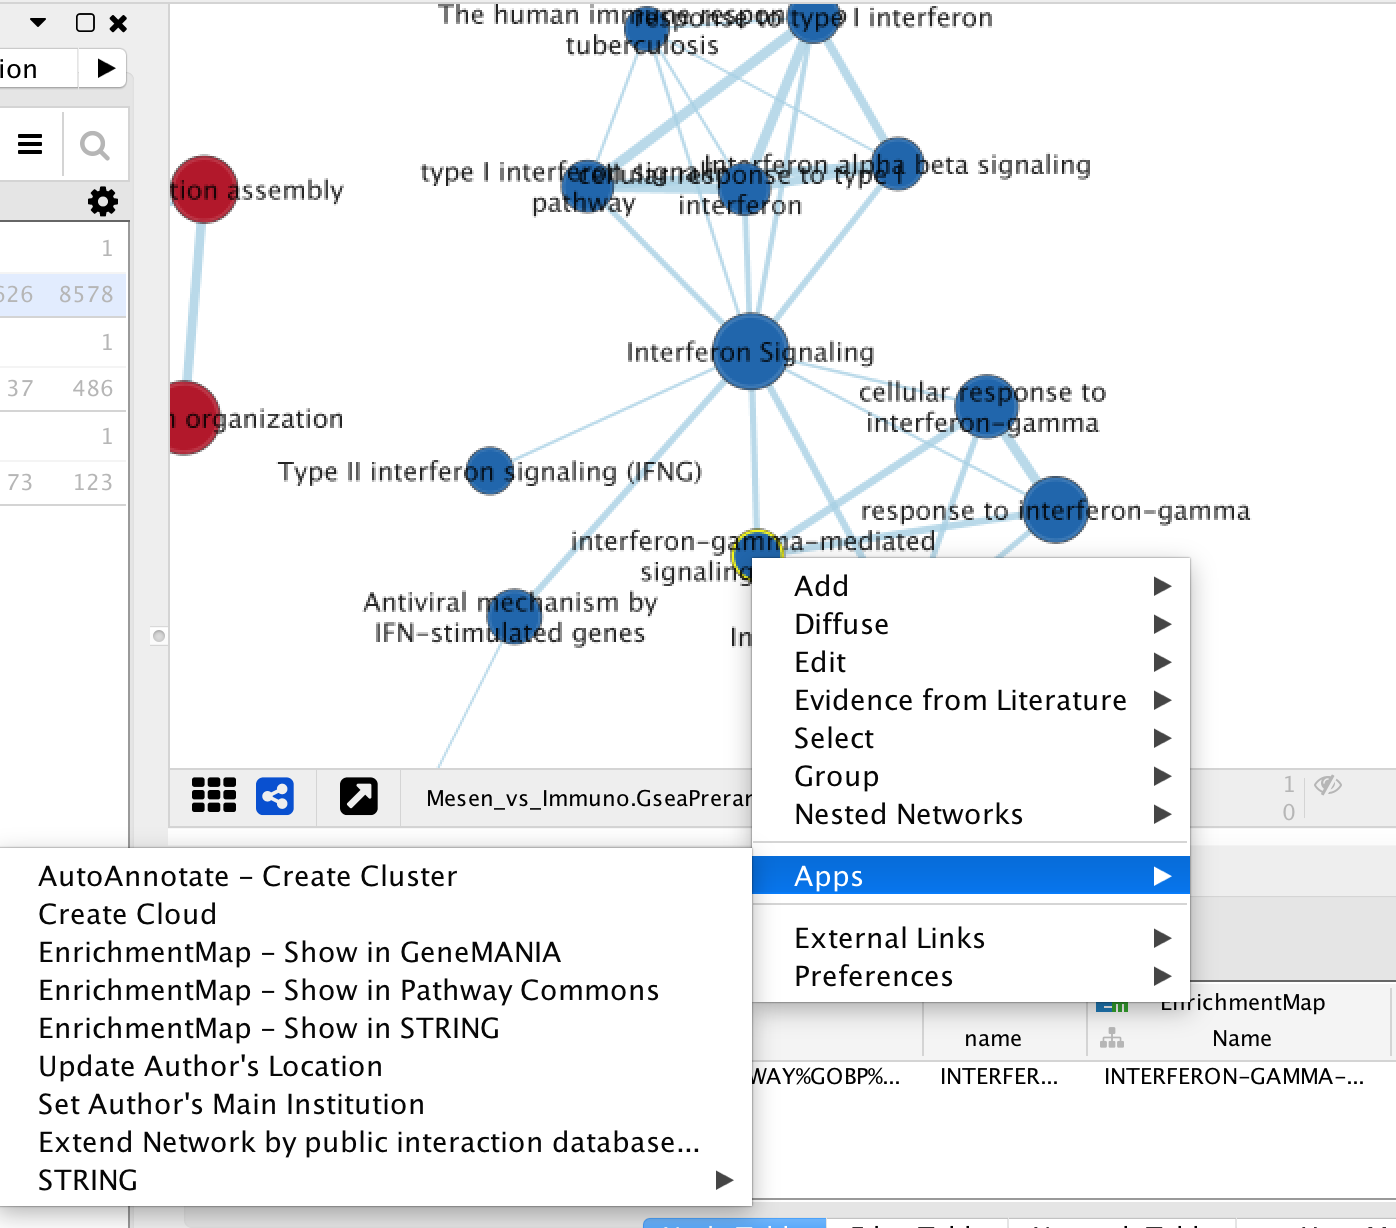 The human immune respon
response to type I interferon
tuberculosis
ion
type I interferon signalin
pathway
cellular response to type I
interferon
Interferon alpha beta signaling
tion assembly
1
626 8578
1
37 486
1
73 123
Interferon Signaling
cellular response to
interferon-gamma
n organization
Type II interferon signaling (IFNG)
response to interferon-gamma
interferon-gamma-mediated
signaling
Antiviral mechanism by
IFN-stimulated genes
In
Add
Diffuse
Edit
Evidence from Literature
Select
Group
Nested Networks
Apps
External Links
Preferences
Mesen_vs_Immuno.GseaPrerar
1
0
AutoAnnotate - Create Cluster
Create Cloud
EnrichmentMap - Show in GeneMANIA
EnrichmentMap - Show in Pathway Commons
EnrichmentMap - Show in STRING
Update Author's Location
Set Author's Main Institution
Extend Network by public interaction database...
STRING
name
EnrichmentMap
Name
WAY%GOBP%...
INTERFER...
INTERFERON-GAMMA-...